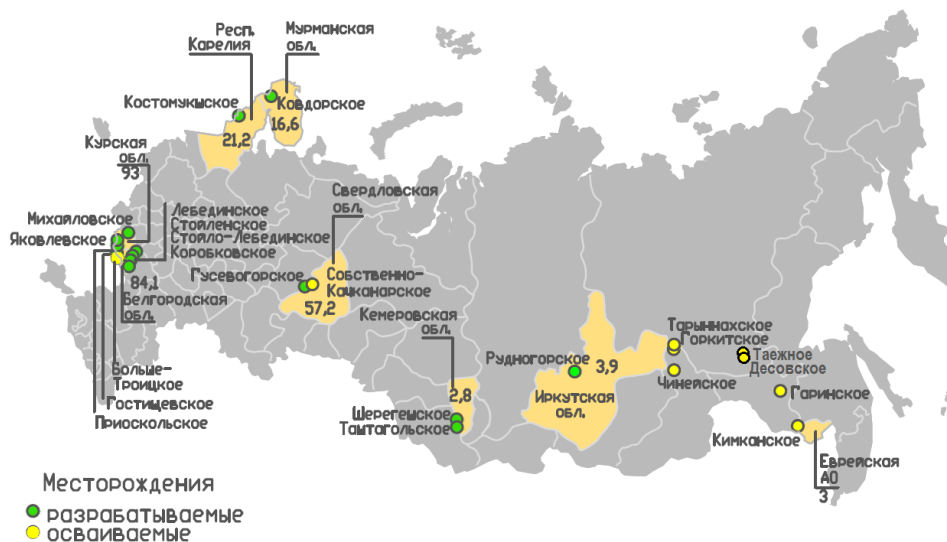 Респ.
Карелия
Мурманская
обл.
Костомукшское
Ковдорское
16,6
21,2
Курская
обл.
93
Свердловская
обл.
Михайловское
Яковлевское
Лебединское
Стойленское
Стойло-Лебединское
Коробковское
84,1
Белгородская
обл.
Гусевогорское
Собственно-
Качканарское
57,2
Кемеровская
обл.
Больше-
Троицкое
Гостищевское
Приоскольское
2,8
Шерегешское
Таштагольское
Рудногорское
3,9
Иркутская
обл.
Тарыннахское
Горкитское
Чинейское
Таежное
Десовское
Гаринское
Кимканское
Еврейская
АО
3
Месторождения
разрабатываемые
осваиваемые